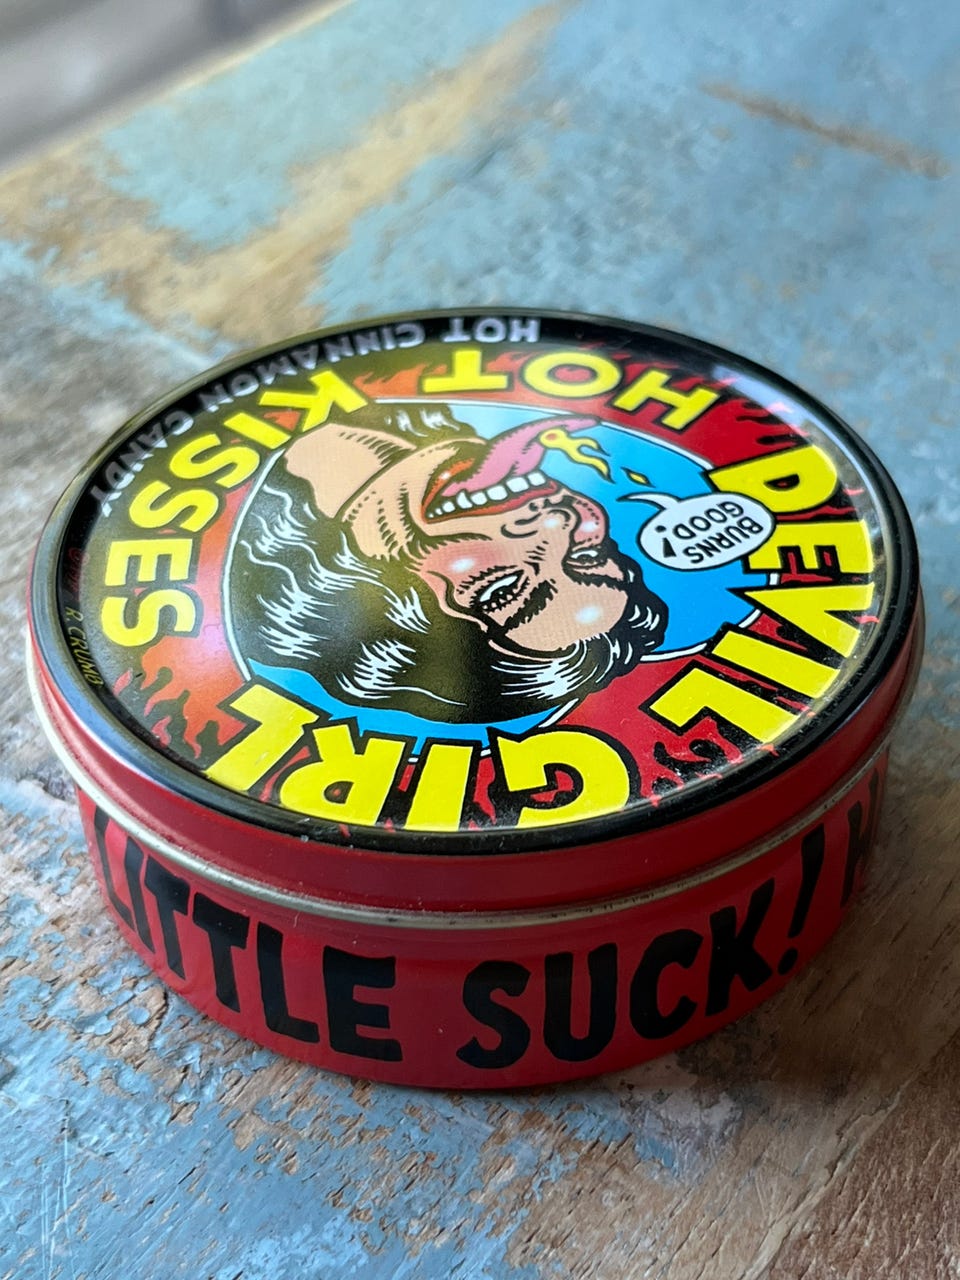 DEVIL GIRL
HOT KISSES
HOT CINNAMON CANDY
BURNS
GOOD!
R. CRUMB
LITTLE SUCK!